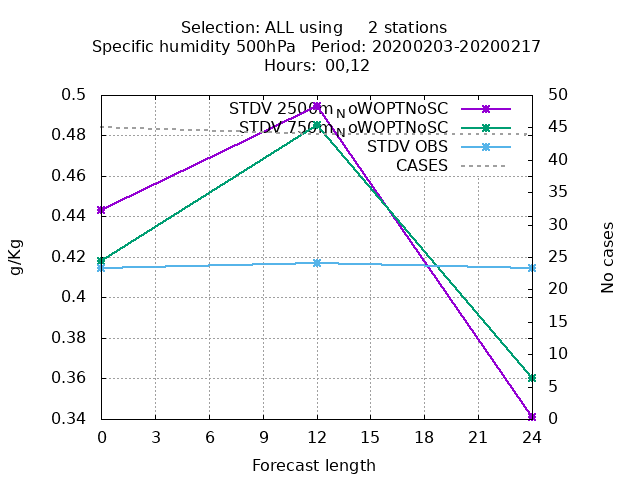 Selection: ALL using     2 stations
Specific humidity 500hPa   Period: 20200203-20200217
Hours: 00,12
STDV 2500m_NoWOPTNoSC
STDV 750m_NoWOPTNoSC
STDV OBS
CASES
0.5
0.48
0.46
0.44
0.42
0.4
0.38
0.36
0.34
g/Kg
50
45
40
35
30
25
20
15
10
5
0
No cases
0 3 6 9 12 15 18 21 24
Forecast length